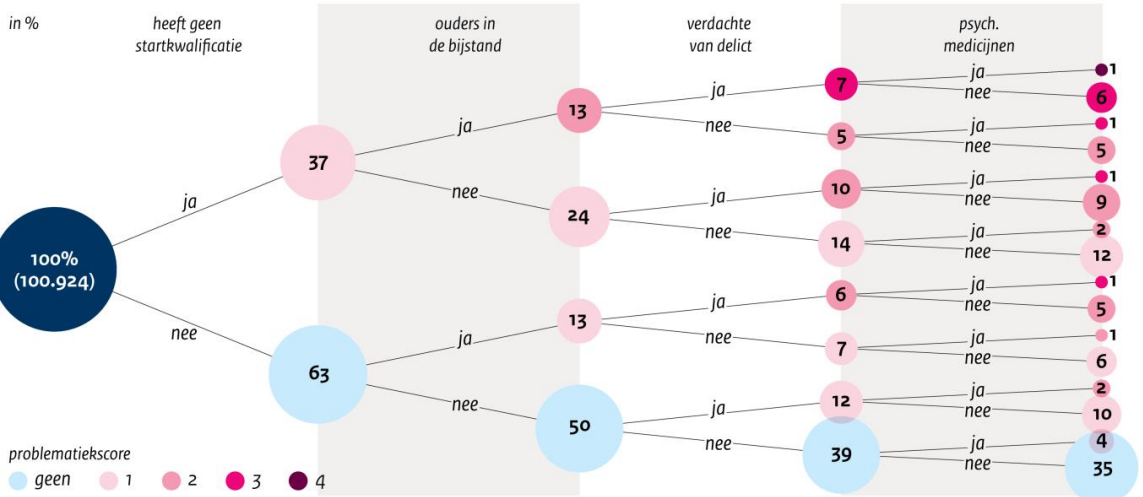 in %
heeft geen
startkwalificatie
ouders in
de bijstand
verdachte
van delict
psych.
medicijnen
100%
(100.924)
ja
nee
37
63
ja
nee
ja
nee
13
24
13
50
ja
nee
ja
nee
ja
nee
ja
nee
7
5
10
14
6
7
12
39
ja
nee
ja
nee
ja
nee
ja
nee
ja
nee
ja
nee
ja
nee
ja
nee
1
6
1
5
1
9
2
12
1
5
1
6
2
10
4
35
problematiekscore
geen 1 2 3 4